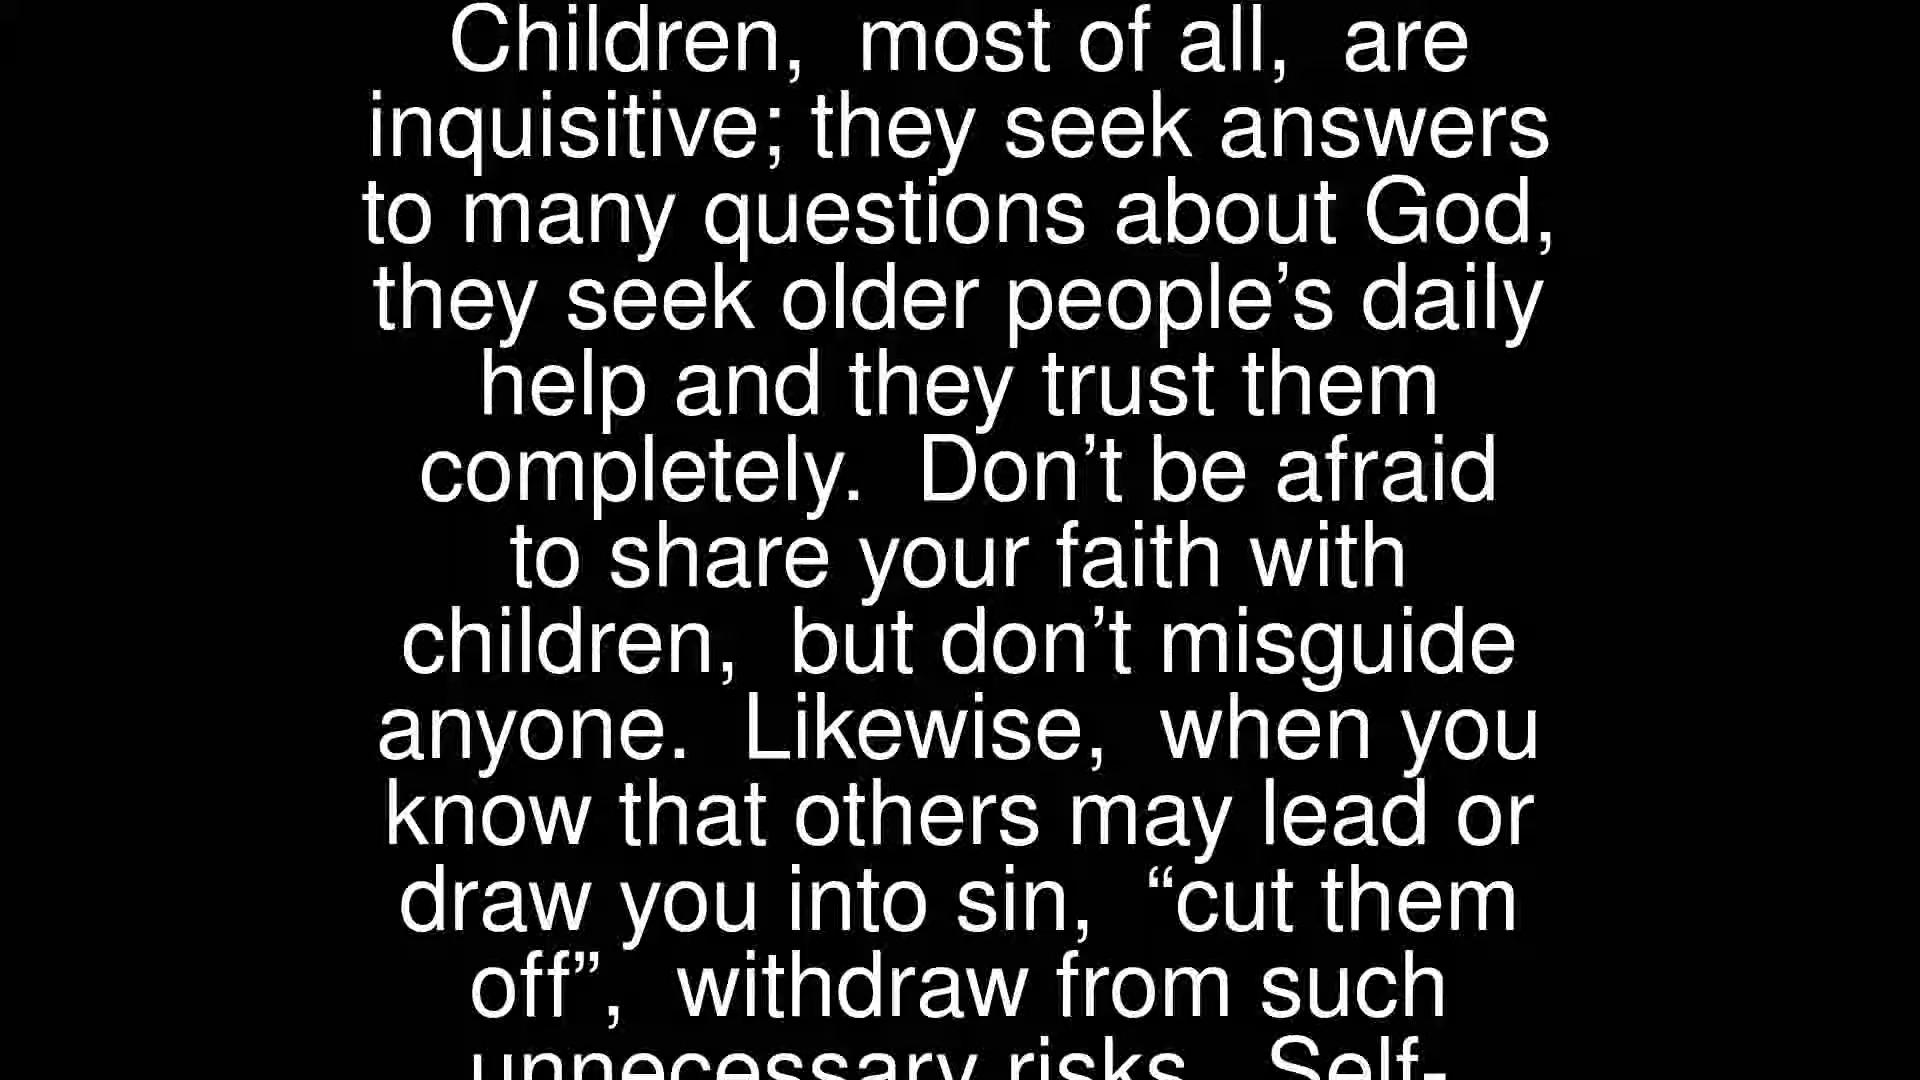 Children,  most of all,  are
inquisitive; they seek answers
to many questions about God,
they seek older people’s daily
help and they trust them
completely.  Don’t be afraid
to share your faith with
children,  but don’t misguide
anyone.  Likewise,  when you
know that others may lead or
draw you into sin,  “cut them
off”,  withdraw from such
unnecessary risks.  Self-